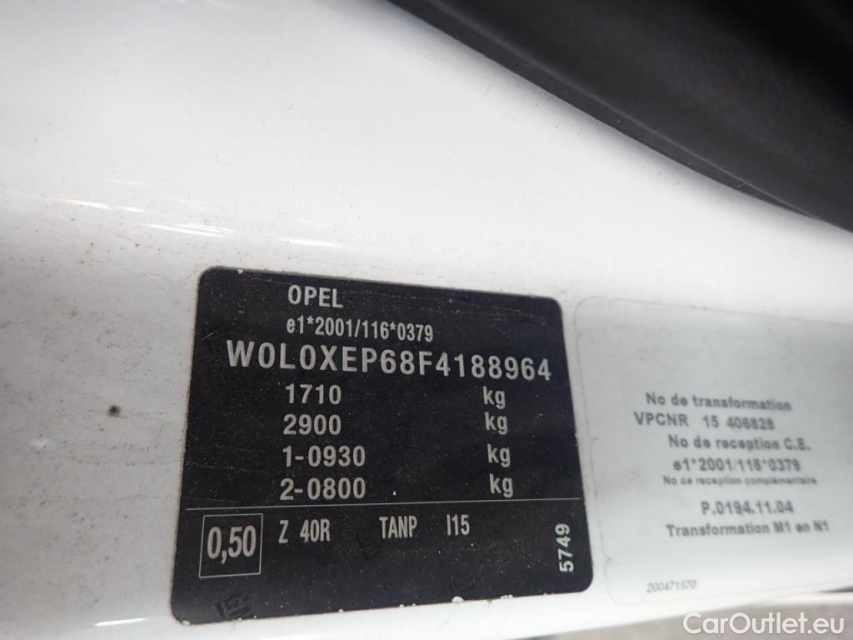 OPEL
e1*2001/116*0379
W0L0XEP68F4188964
1710 kg
2900 kg
1-0930 kg
2-0800 kg
0,50 Z 40R TANP I15
5749
No de transformation
VPCNR 15 406828
No de reception C.E.
e1*2001/116*0379
No de reception complémentaire
P.0194.11.04
Transformation M1 en N1
200471570
CarOutlet.eu